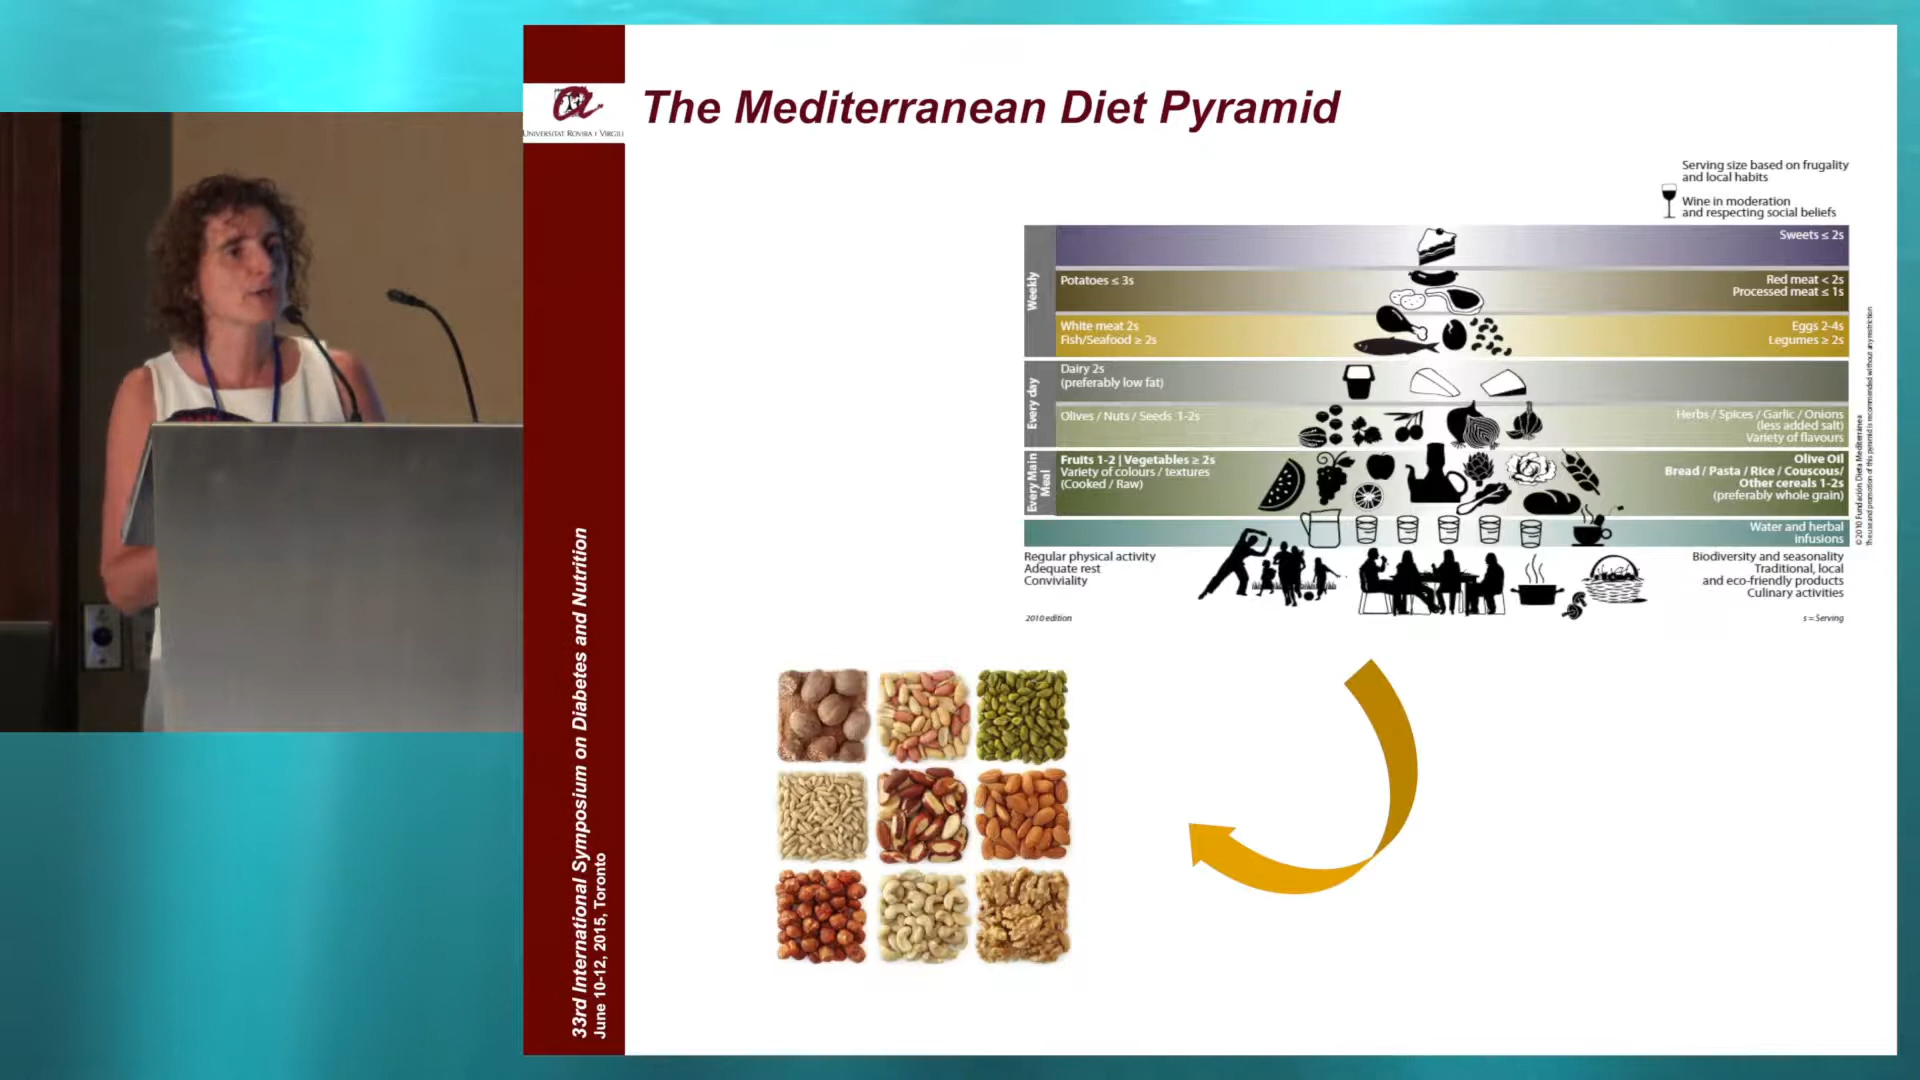 The Mediterranean Diet Pyramid
UNIVERSITAT ROVIRA I VIRGILI
33rd International Symposium on Diabetes and Nutrition
June 10-12, 2015, Toronto
Serving size based on frugality
and local habits
Wine in moderation
and respecting social beliefs
Weekly
Sweets ≤ 2s
Potatoes ≤ 3s
Red meat < 2s
Processed meat ≤ 1s
White meat 2s
Fish/Seafood ≥ 2s
Eggs 2-4s
Legumes ≥ 2s
Every day
Dairy 2s
(preferably low fat)
Olives / Nuts / Seeds 1-2s
Herbs / Spices / Garlic / Onions
(less added salt)
Variety of flavours
Every Main
Meal
Fruits 1-2 | Vegetables ≥ 2s
Variety of colours / textures
(Cooked / Raw)
Olive Oil
Bread / Pasta / Rice / Couscous/
Other cereals 1-2s
(preferably whole grain)
Water and herbal
infusions
Regular physical activity
Adequate rest
Conviviality
Biodiversity and seasonality
Traditional, local
and eco-friendly products
Culinary activities
2010 edition
s = Serving
© 2010 Fundación Dieta Mediterránea
The use and promotion of this pyramid is recommended without any restriction